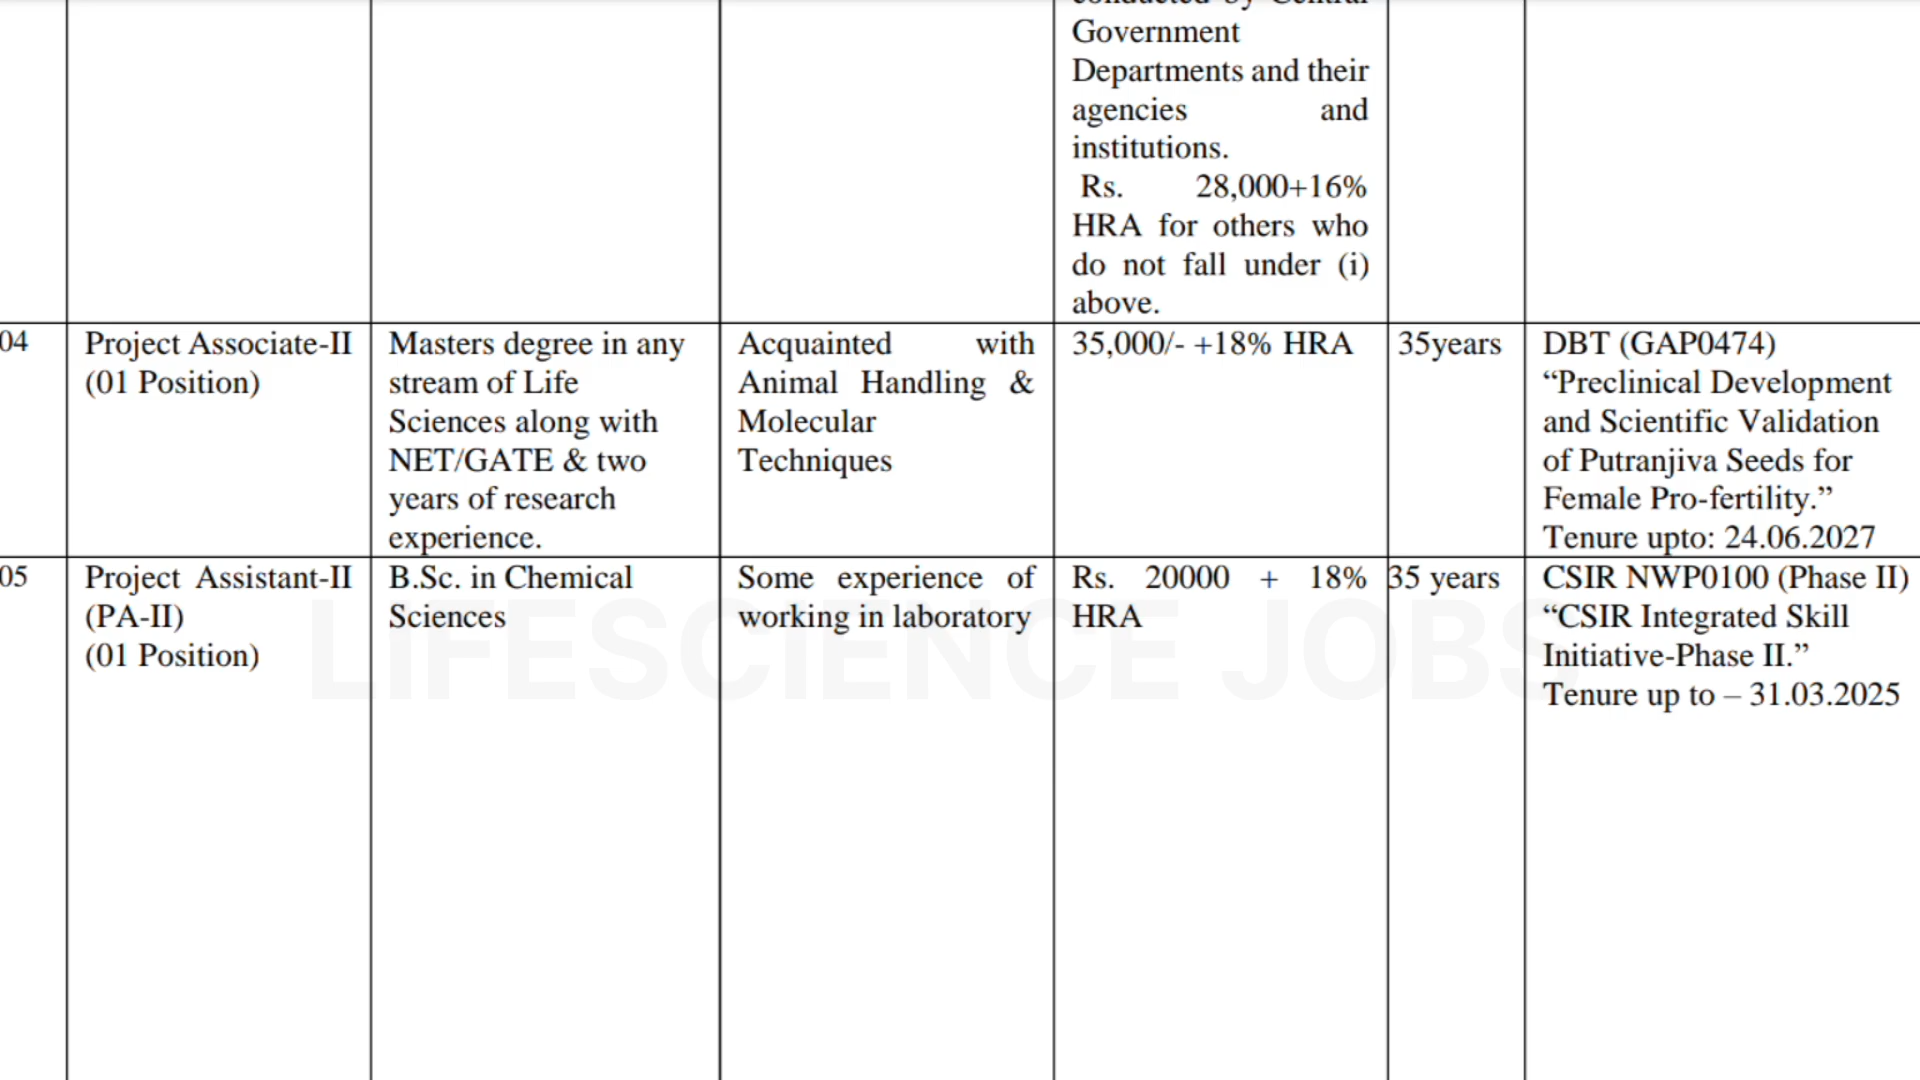 conducted by Central
Government
Departments and their
agencies and
institutions.
Rs. 28,000+16%
HRA for others who
do not fall under (i)
above.
04
Project Associate-II
(01 Position)
Masters degree in any
stream of Life
Sciences along with
NET/GATE & two
years of research
experience.
Acquainted with
Animal Handling &
Molecular
Techniques
35,000/- +18% HRA
35years
DBT (GAP0474)
“Preclinical Development
and Scientific Validation
of Putranjiva Seeds for
Female Pro-fertility.”
Tenure upto: 24.06.2027
05
Project Assistant-II
(PA-II)
(01 Position)
B.Sc. in Chemical
Sciences
Some experience of
working in laboratory
Rs. 20000 + 18%
HRA
35 years
CSIR NWP0100 (Phase II)
“CSIR Integrated Skill
Initiative-Phase II.”
Tenure up to – 31.03.2025
LIFESCIENCE JOBS